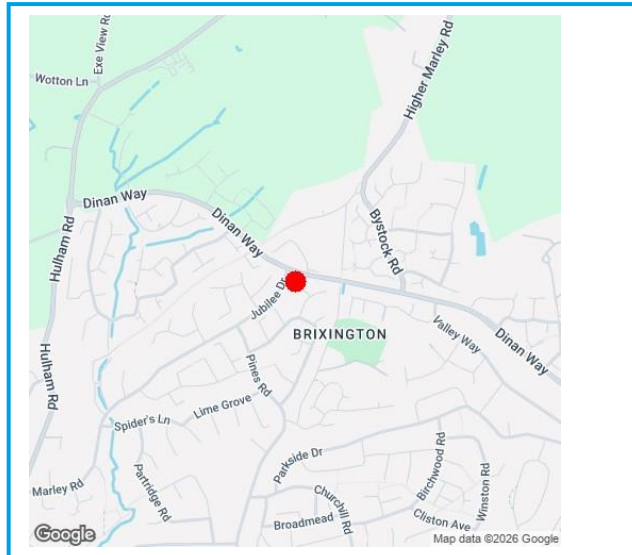 Exe View Rd
Wotton Ln
Higher Marley Rd
Dinan Way
Dinan Way
Hulham Rd
Bystock Rd
Jubilee Dr
BRIXINGTON
Valley Way
Dinan Way
Hulham Rd
Pines Rd
Lime Grove
Spider's Ln
Parkside Dr
Birchwood Rd
Winston Rd
Marley Rd
Partridge Rd
Churchill Rd
Broadmead
Cliston Ave
Google
Map data ©2026 Google